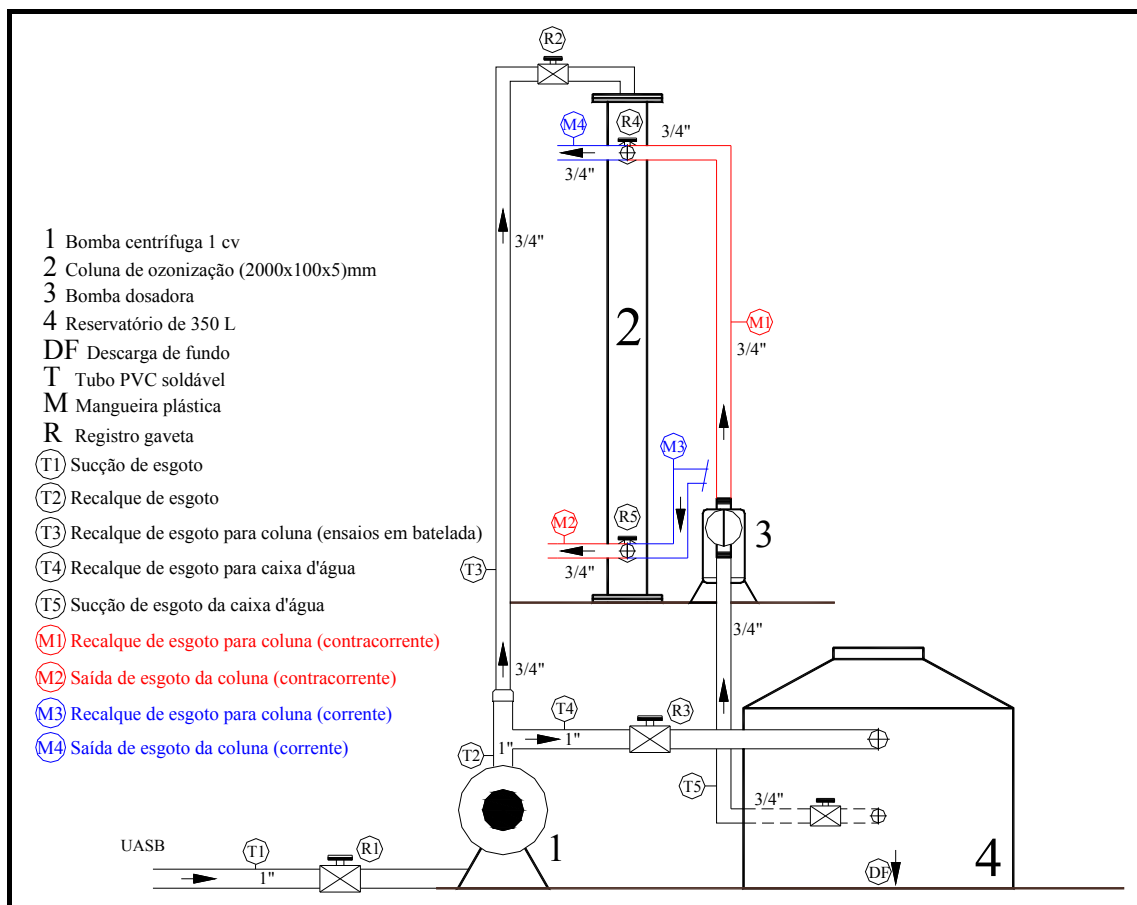 R2
M4
R4
3/4"
3/4"
3/4"
1 Bomba centrífuga 1 cv
2 Coluna de ozonização (2000x100x5)mm
3 Bomba dosadora
4 Reservatório de 350 L
DF Descarga de fundo
T Tubo PVC soldável
M Mangueira plástica
R Registro gaveta
T1 Sucção de esgoto
T2 Recalque de esgoto
T3 Recalque de esgoto para coluna (ensaios em batelada)
T4 Recalque de esgoto para caixa d'água
T5 Sucção de esgoto da caixa d'água
M1 Recalque de esgoto para coluna (contracorrente)
M2 Saída de esgoto da coluna (contracorrente)
M3 Recalque de esgoto para coluna (corrente)
M4 Saída de esgoto da coluna (corrente)
2
M1
3/4"
M3
M2
R5
3
3/4"
T3
3/4"
3/4"
T4
R3
1"
T2
1"
T5
3/4"
UASB
T1
R1
1"
1
DF
4